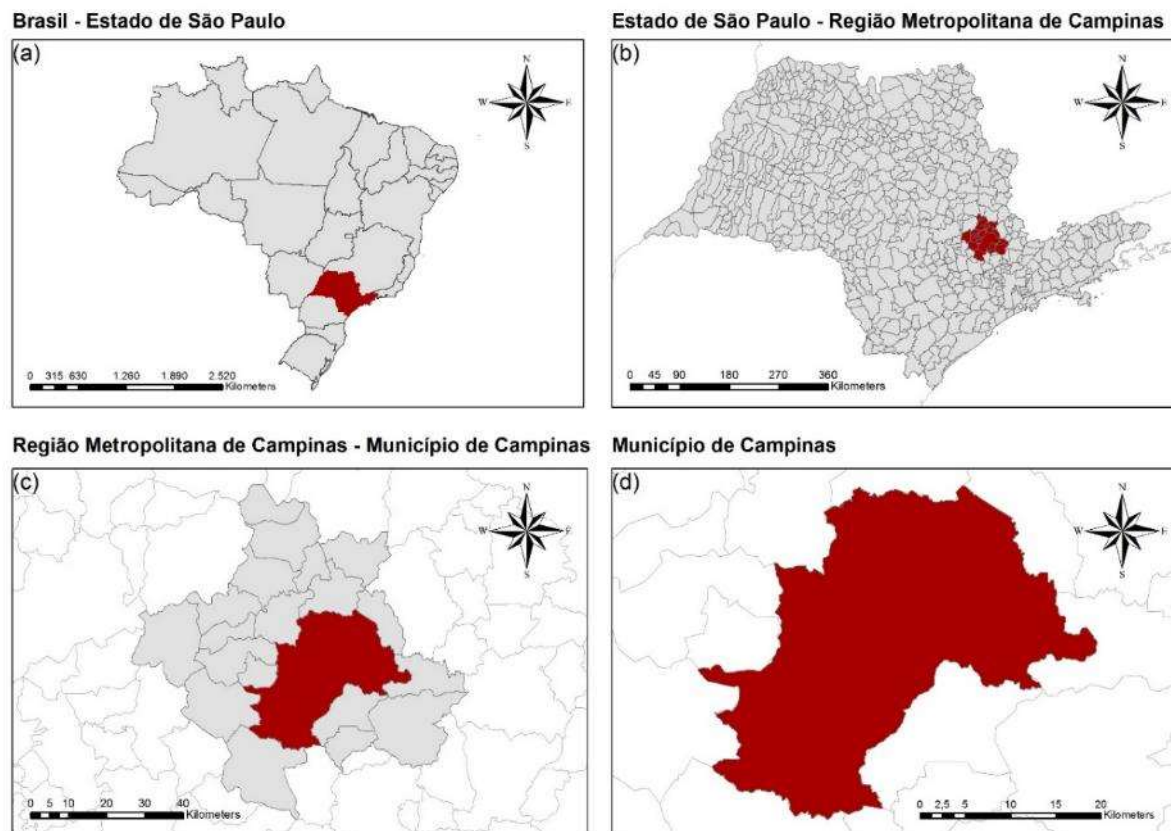 Brasil - Estado de São Paulo
(a)
N
W E
S
0 315 630 1.260 1.890 2.520
Kilometers
Estado de São Paulo - Região Metropolitana de Campinas
(b)
N
W E
S
0 45 90 180 270 360
Kilometers
Região Metropolitana de Campinas - Município de Campinas
(c)
N
W E
S
0 5 10 20 30 40
Kilometers
Município de Campinas
(d)
N
W E
S
0 2,5 5 10 15 20
Kilometers